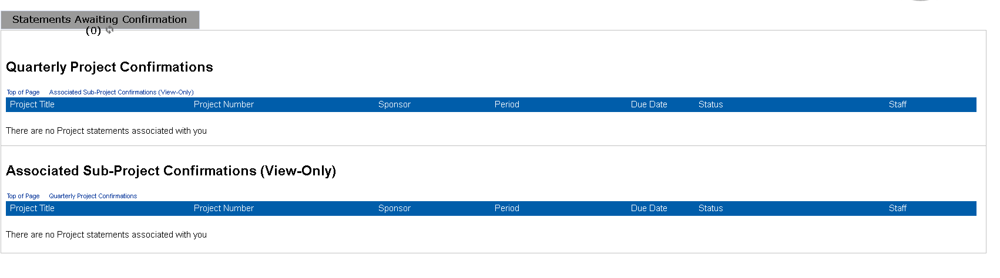 Statements Awaiting Confirmation
(0)
Quarterly Project Confirmations
Top of Page Associated Sub-Project Confirmations (View-Only)
Project Title Project Number Sponsor Period Due Date Status Staff
There are no Project statements associated with you
Associated Sub-Project Confirmations (View-Only)
Top of Page Quarterly Project Confirmations
Project Title Project Number Sponsor Period Due Date Status Staff
There are no Project statements associated with you